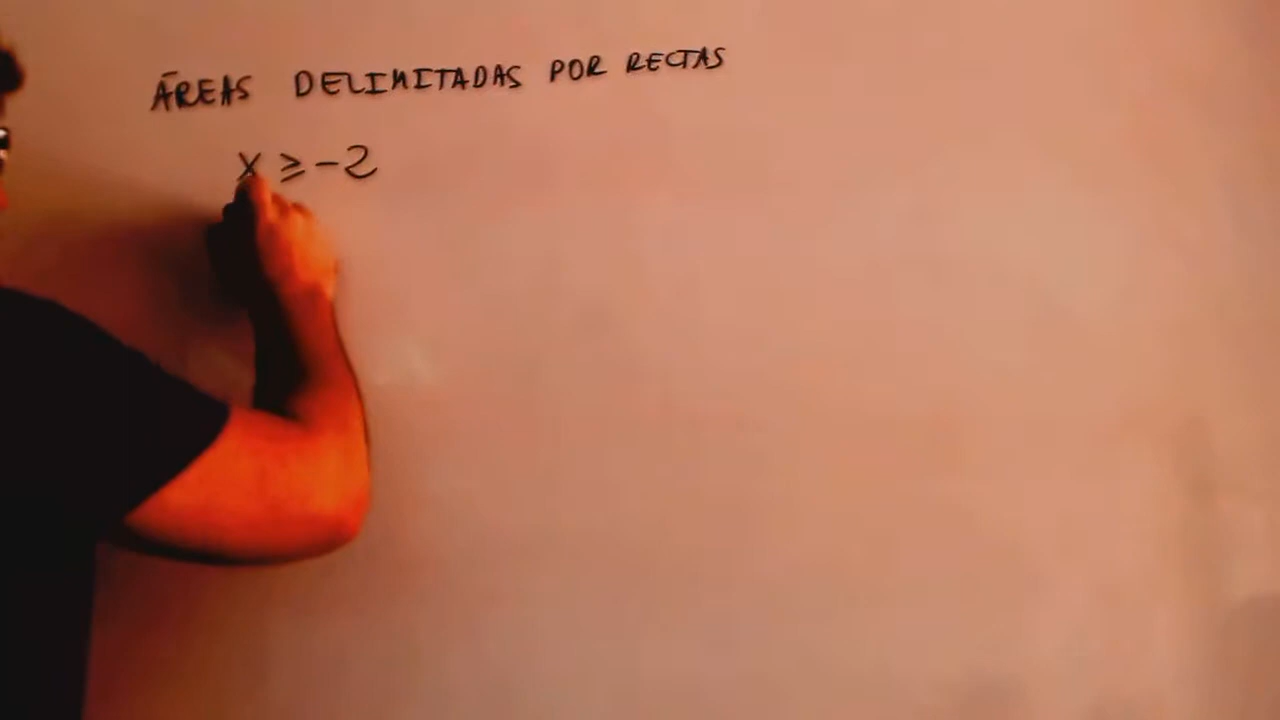 ÁREAS DELIMITADAS POR RECTAS
x ≥ -2